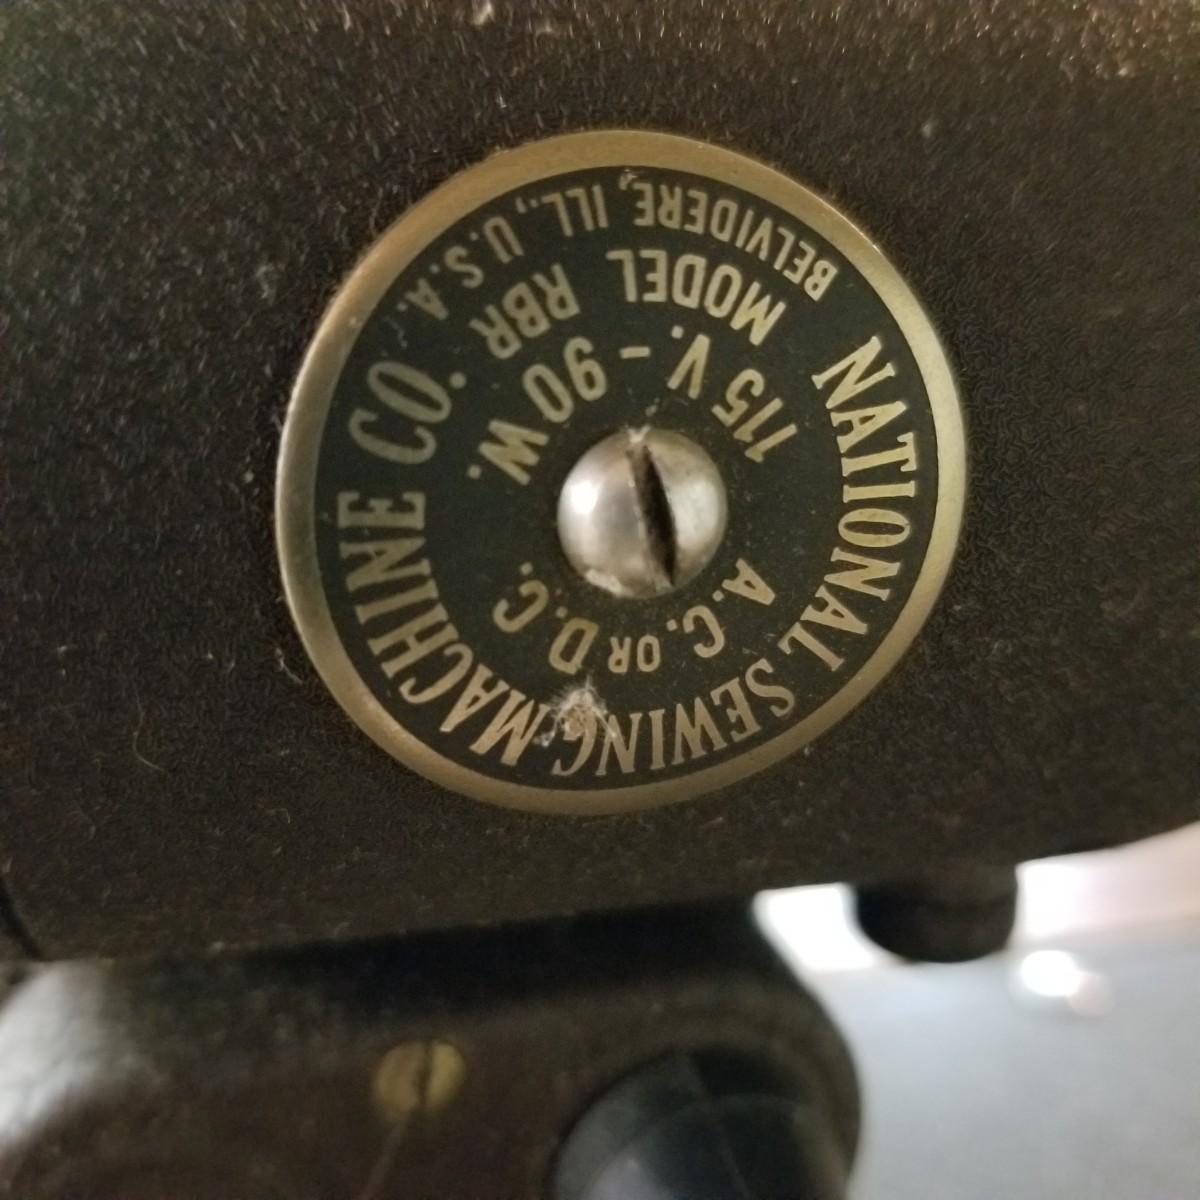 NATIONAL SEWING MACHINE CO.
BELVIDERE, ILL., U.S.A.
MODEL RBR
115 V. - 90 W.
A.C. OR D.C.